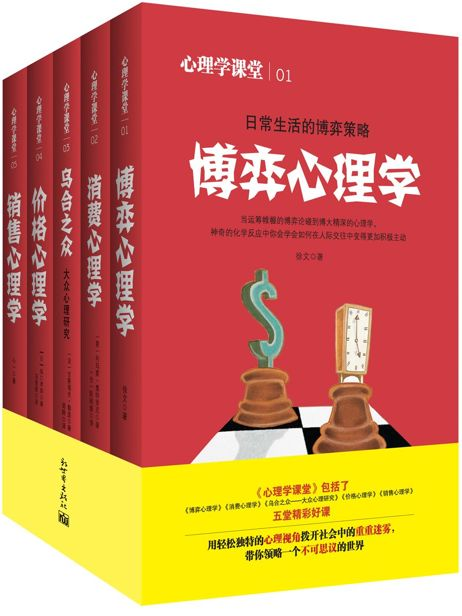 心理学课堂 01
日常生活的博弈策略
博弈心理学
当运筹帷幄的博弈论碰到博大精深的心理学,
神奇的化学反应中你会学会如何在人际交往中变得更加积极主动
徐文◎著
《心理学课堂》包括了
《博弈心理学》《消费心理学》《乌合之众——大众心理研究》《价格心理学》《销售心理学》
五堂精彩好课
用轻松独特的心理视角拨开社会中的重重迷雾,
带你领略一个不可思议的世界
心理学课堂 05
销售心理学
心理学课堂 04
价格心理学
心理学课堂 03
乌合之众
大众心理研究
心理学课堂 02
消费心理学
心理学课堂 01
博弈心理学
徐文◎著
新世界出版社